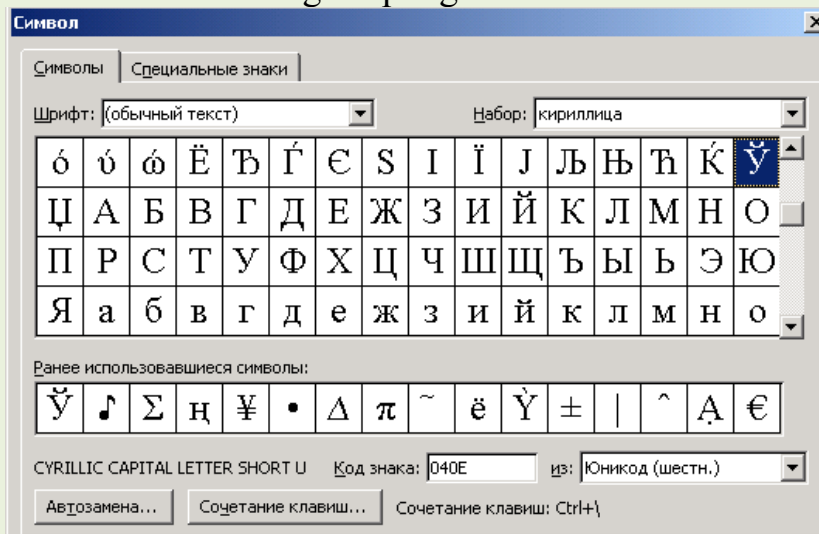 Символ
Символы Специальные знаки
Шрифт: (обычный текст) Набор: кириллица
ό ύ ώ Ё Ђ Ѓ Є Ѕ І Ї Ј Љ Њ Ћ Ќ Ў
Џ А Б В Г Д Е Ж З И Й К Л М Н О
П Р С Т У Ф Х Ц Ч Ш Щ Ъ Ы Ь Э Ю
Я а б в г д е ж з и й к л м н о
Ранее использовавшиеся символы:
Ў ♪ Σ ң ¥ • Δ π ~ ё Ỳ ± | ˆ Ạ €
CYRILLIC CAPITAL LETTER SHORT U Код знака: 040E из: Юникод (шестн.)
Автозамена... Сочетание клавиш... Сочетание клавиш: Ctrl+\